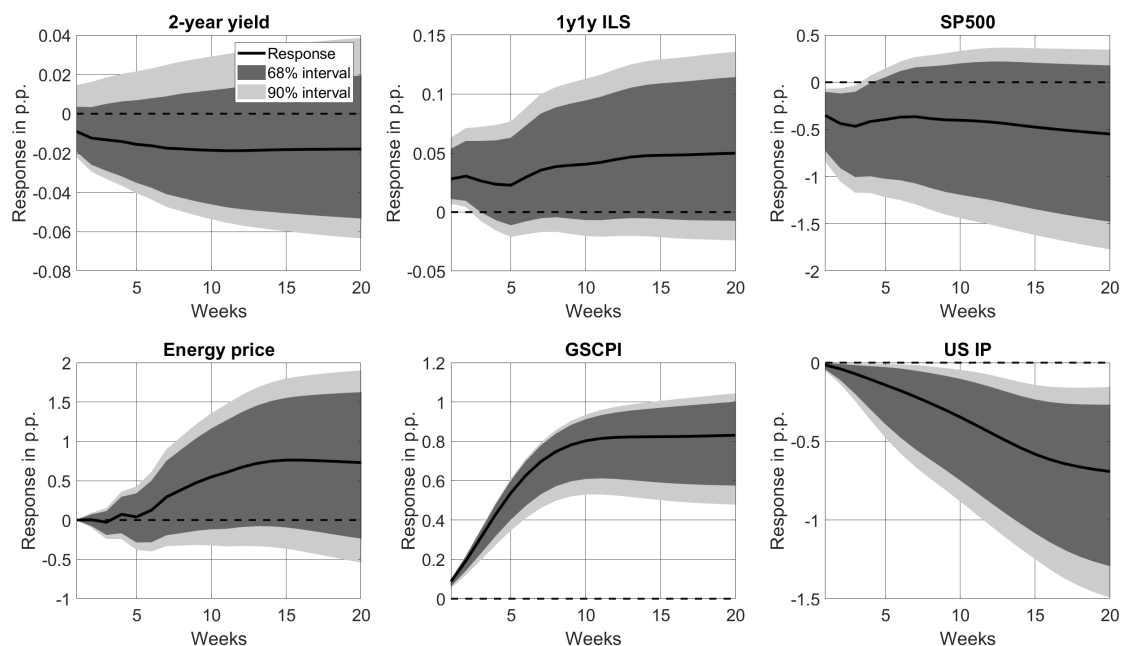 2-year yield
Response in p.p.
0.04
0.02
0
-0.02
-0.04
-0.06
-0.08
Response
68% interval
90% interval
5
10
15
20
Weeks
1y1y ILS
Response in p.p.
0.15
0.1
0.05
0
-0.05
5
10
15
20
Weeks
SP500
Response in p.p.
0.5
0
-0.5
-1
-1.5
-2
5
10
15
20
Weeks
Energy price
Response in p.p.
2
1.5
1
0.5
0
-0.5
-1
5
10
15
20
Weeks
GSCPI
Response in p.p.
1.2
1
0.8
0.6
0.4
0.2
0
5
10
15
20
Weeks
US IP
Response in p.p.
0
-0.5
-1
-1.5
5
10
15
20
Weeks